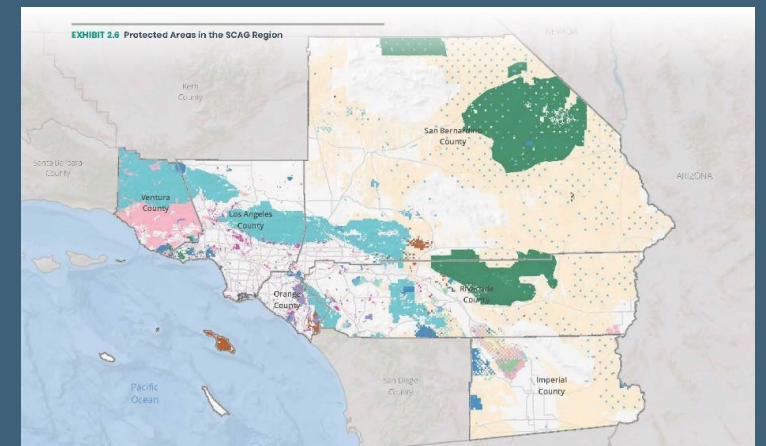 EXHIBIT 2.6 Protected Areas in the SCAG Region
NEVADA
Kern
County
San Bernardino
County
Santa Barbara
County
ARIZONA
Ventura
County
Los Angeles
County
Orange
County
Riverside
County
San Diego
County
Imperial
County
Pacific
Ocean